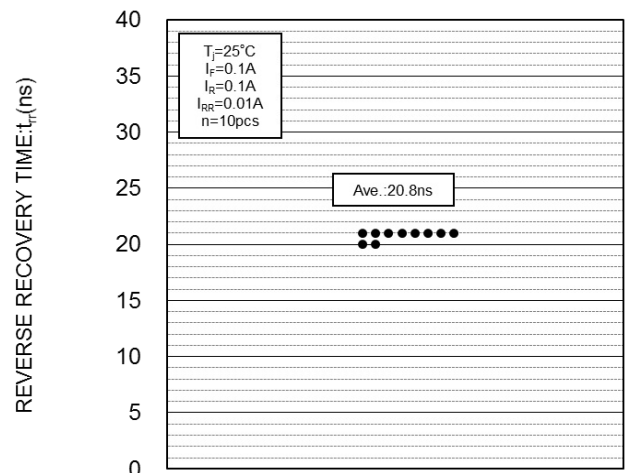 REVERSE RECOVERY TIME:trr(ns)
40
35
30
25
20
15
10
5
0
Tj=25°C
IF=0.1A
IR=0.1A
IRR=0.01A
n=10pcs
Ave.:20.8ns